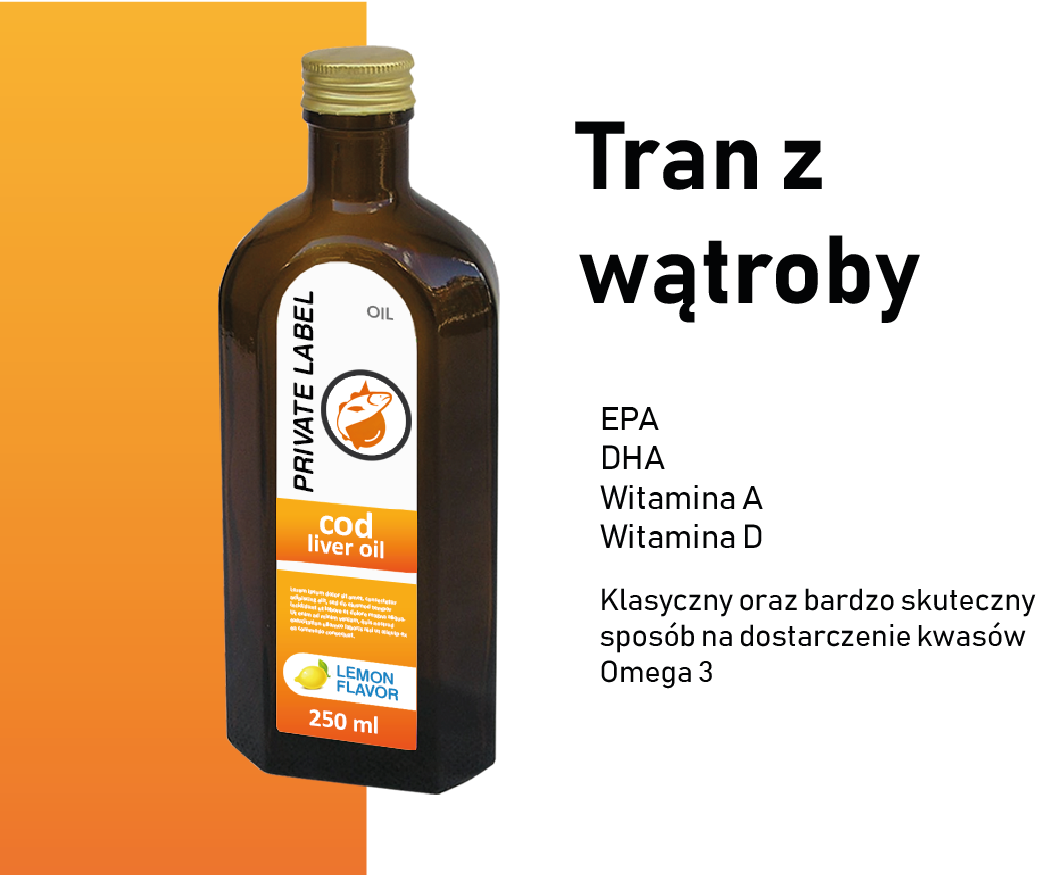 Tran z
wątroby
EPA
DHA
Witamina A
Witamina D
Klasyczny oraz bardzo skuteczny
sposób na dostarczenie kwasów
Omega 3
OIL
PRIVATE LABEL
cod
liver oil
LEMON
FLAVOR
250 ml